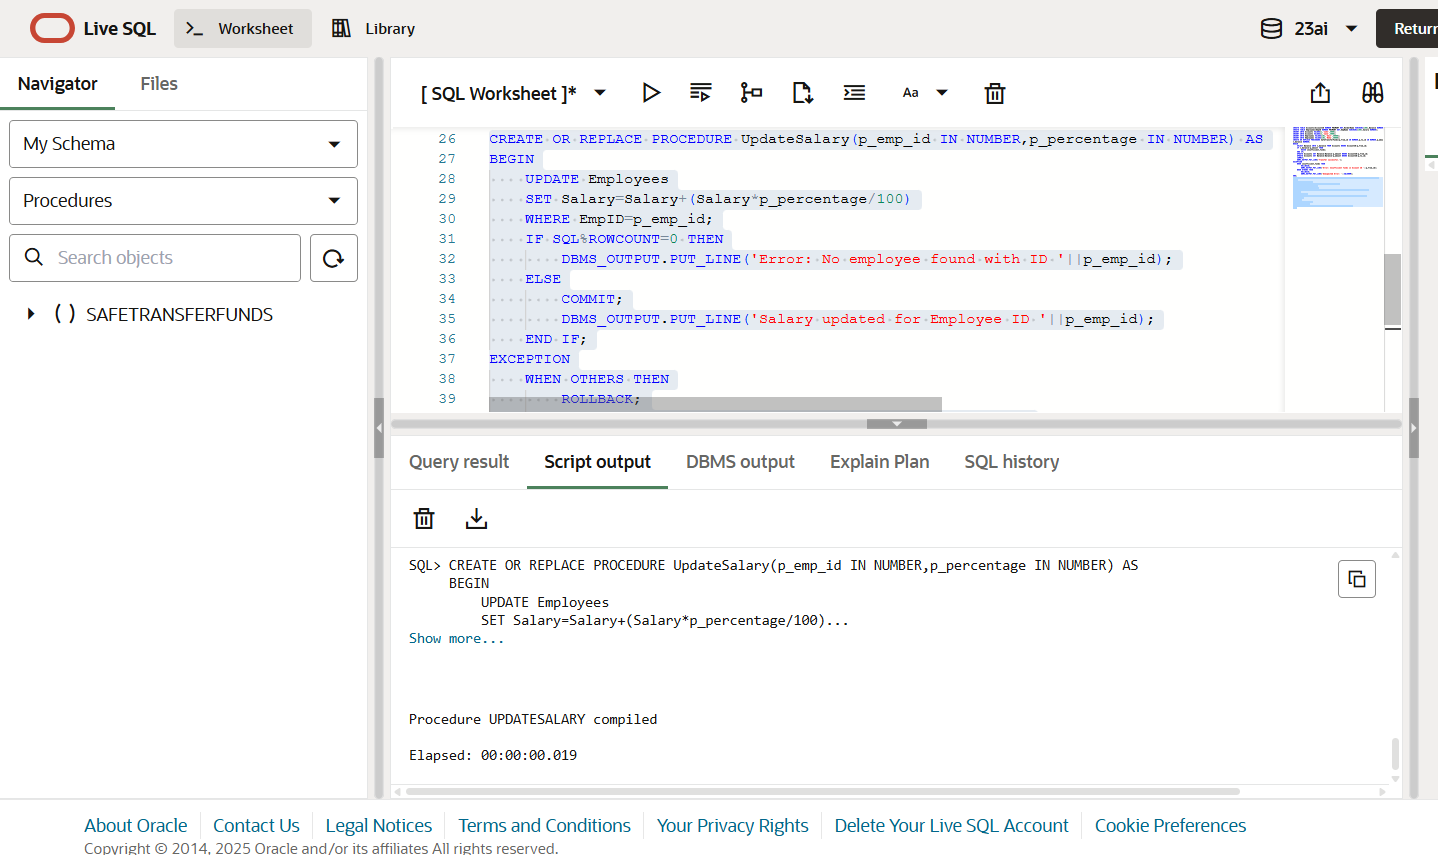 Live SQL
Worksheet
Library
23ai
Return
Navigator
Files
My Schema
Procedures
Search objects
( ) SAFETRANSFERFUNDS
[ SQL Worksheet ]*
Aa
26 CREATE OR REPLACE PROCEDURE UpdateSalary(p_emp_id IN NUMBER,p_percentage IN NUMBER) AS
27 BEGIN
28     UPDATE Employees
29     SET Salary=Salary+(Salary*p_percentage/100)
30     WHERE EmpID=p_emp_id;
31     IF SQL%ROWCOUNT=0 THEN
32         DBMS_OUTPUT.PUT_LINE('Error: No employee found with ID '||p_emp_id);
33     ELSE
34         COMMIT;
35         DBMS_OUTPUT.PUT_LINE('Salary updated for Employee ID '||p_emp_id);
36     END IF;
37 EXCEPTION
38     WHEN OTHERS THEN
39         ROLLBACK;
Query result
Script output
DBMS output
Explain Plan
SQL history
SQL> CREATE OR REPLACE PROCEDURE UpdateSalary(p_emp_id IN NUMBER,p_percentage IN NUMBER) AS
     BEGIN
         UPDATE Employees
         SET Salary=Salary+(Salary*p_percentage/100)...
Show more...
Procedure UPDATESALARY compiled
Elapsed: 00:00:00.019
About Oracle
Contact Us
Legal Notices
Terms and Conditions
Your Privacy Rights
Delete Your Live SQL Account
Cookie Preferences
Copyright © 2014, 2025 Oracle and/or its affiliates All rights reserved.